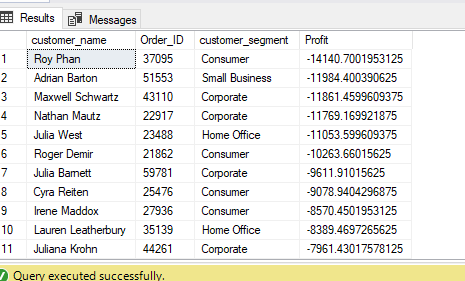 Results Messages
customer_name Order_ID customer_segment Profit
1 Roy Phan 37095 Consumer -14140.7001953125
2 Adrian Barton 51553 Small Business -11984.400390625
3 Maxwell Schwartz 43110 Corporate -11861.4599609375
4 Nathan Mautz 22917 Corporate -11769.169921875
5 Julia West 23488 Home Office -11053.599609375
6 Roger Demir 21862 Consumer -10263.66015625
7 Julia Barnett 59781 Corporate -9611.91015625
8 Cyra Reiten 25476 Consumer -9078.9404296875
9 Irene Maddox 27936 Consumer -8570.4501953125
10 Lauren Leatherbury 35139 Home Office -8389.4697265625
11 Juliana Krohn 44261 Corporate -7961.43017578125
Query executed successfully.